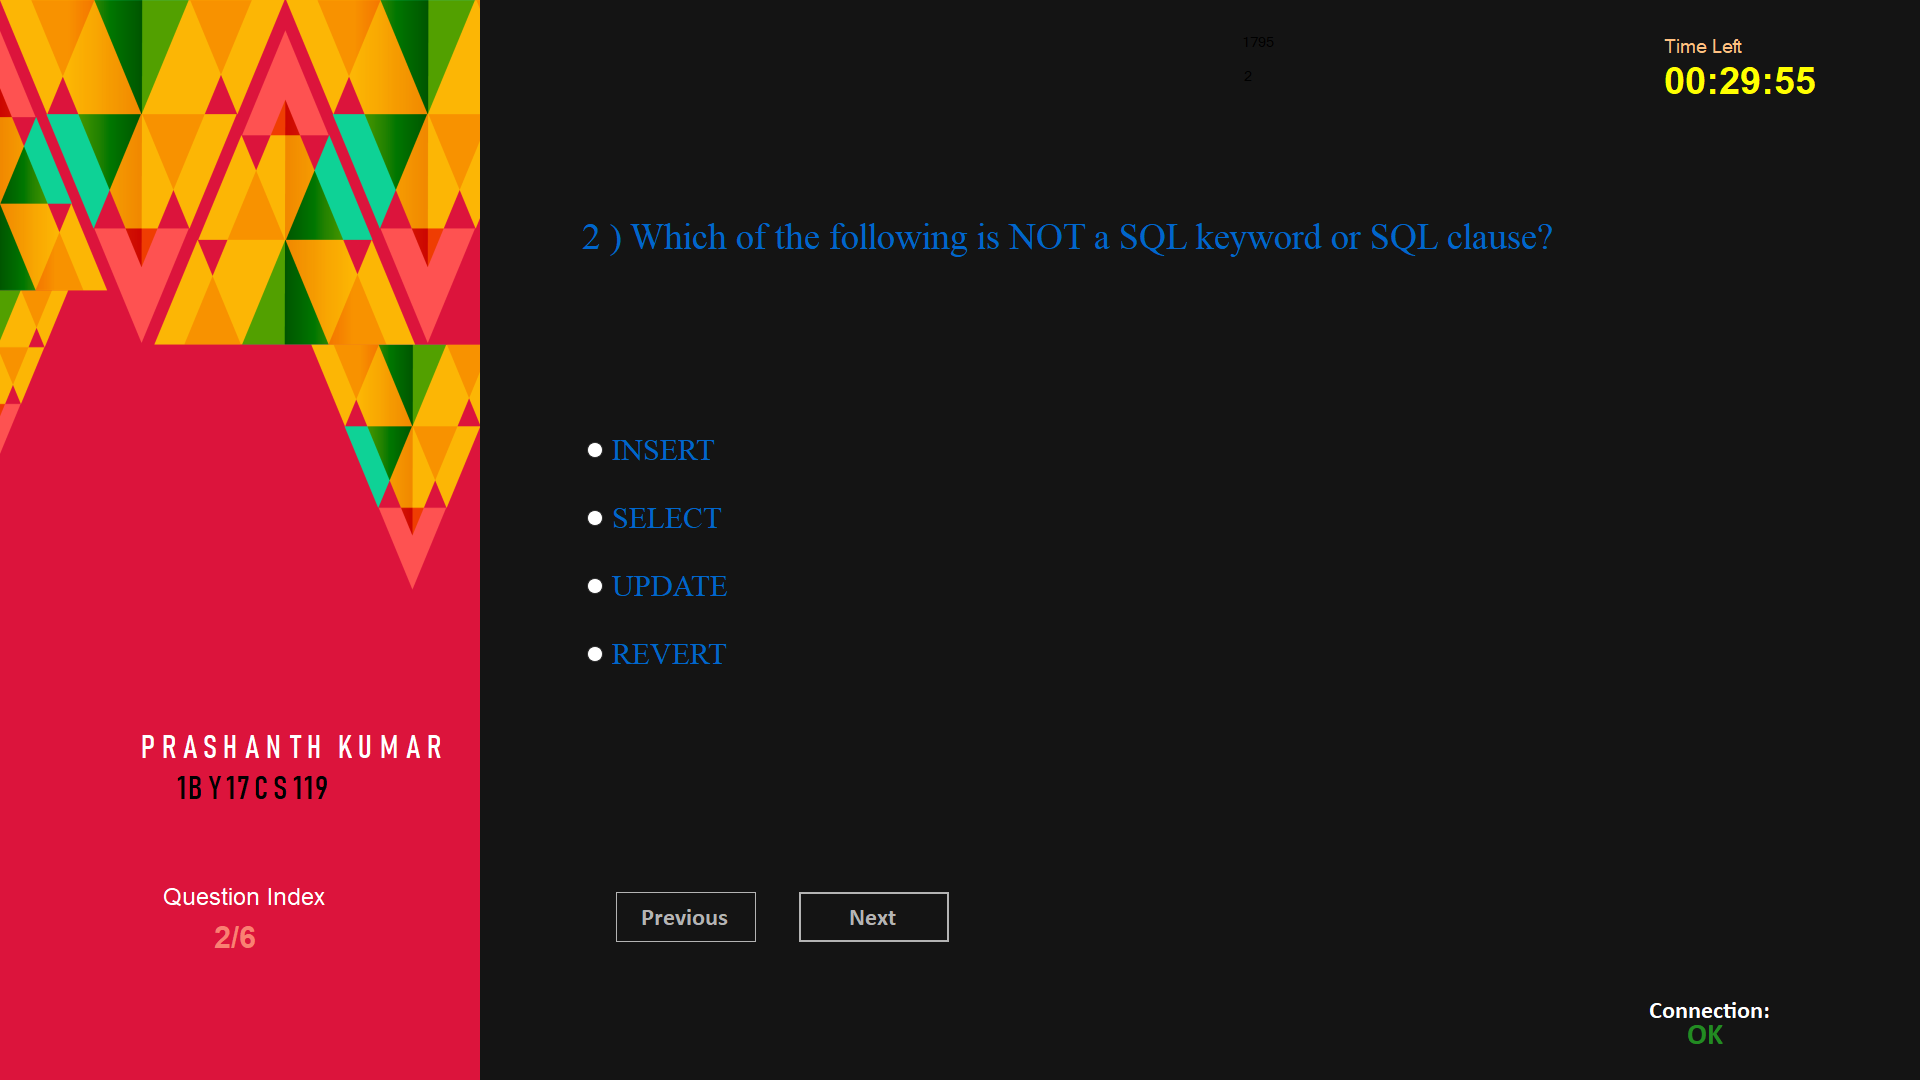 1795
2
Time Left
00:29:55
2 ) Which of the following is NOT a SQL keyword or SQL clause?
INSERT
SELECT
UPDATE
REVERT
PRASHANTH KUMAR
1BY17CS119
Question Index
2/6
Previous
Next
Connection:
OK